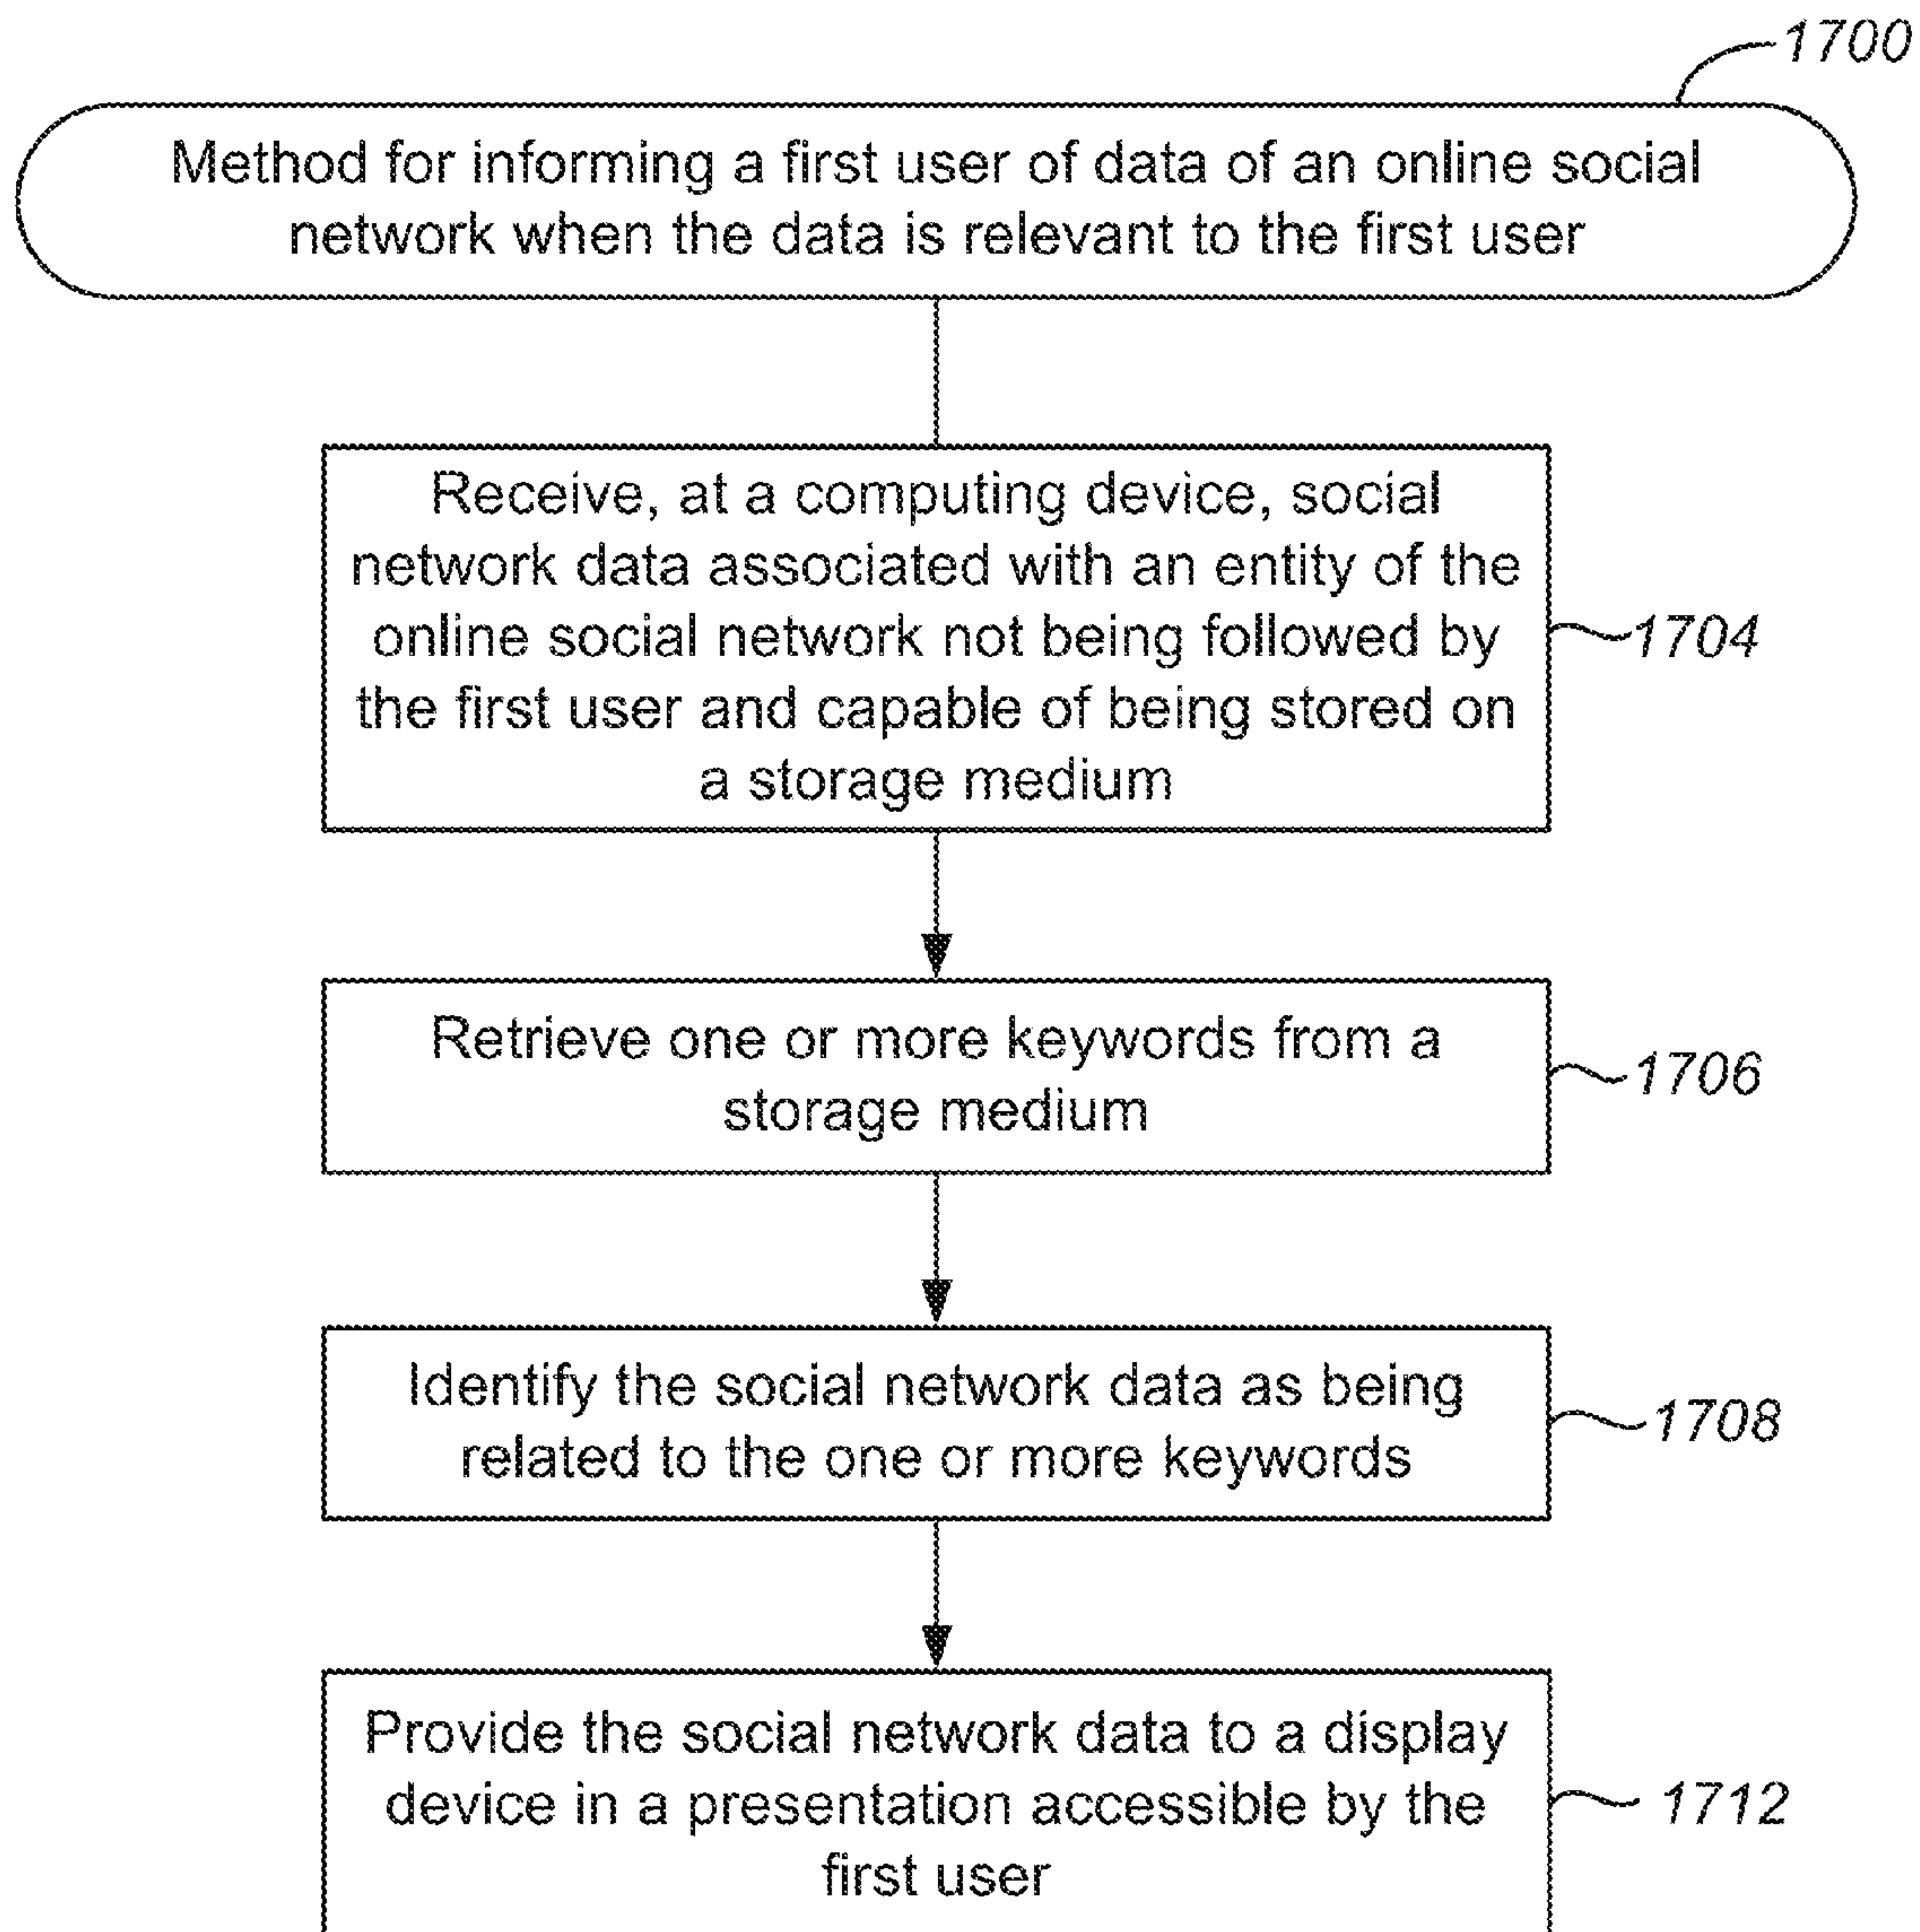 1700
Method for informing a first user of data of an online social
network when the data is relevant to the first user
Receive, at a computing device, social
network data associated with an entity of the
online social network not being followed by
the first user and capable of being stored on
a storage medium
1704
Retrieve one or more keywords from a
storage medium
1706
Identify the social network data as being
related to the one or more keywords
1708
Provide the social network data to a display
device in a presentation accessible by the
first user
1712